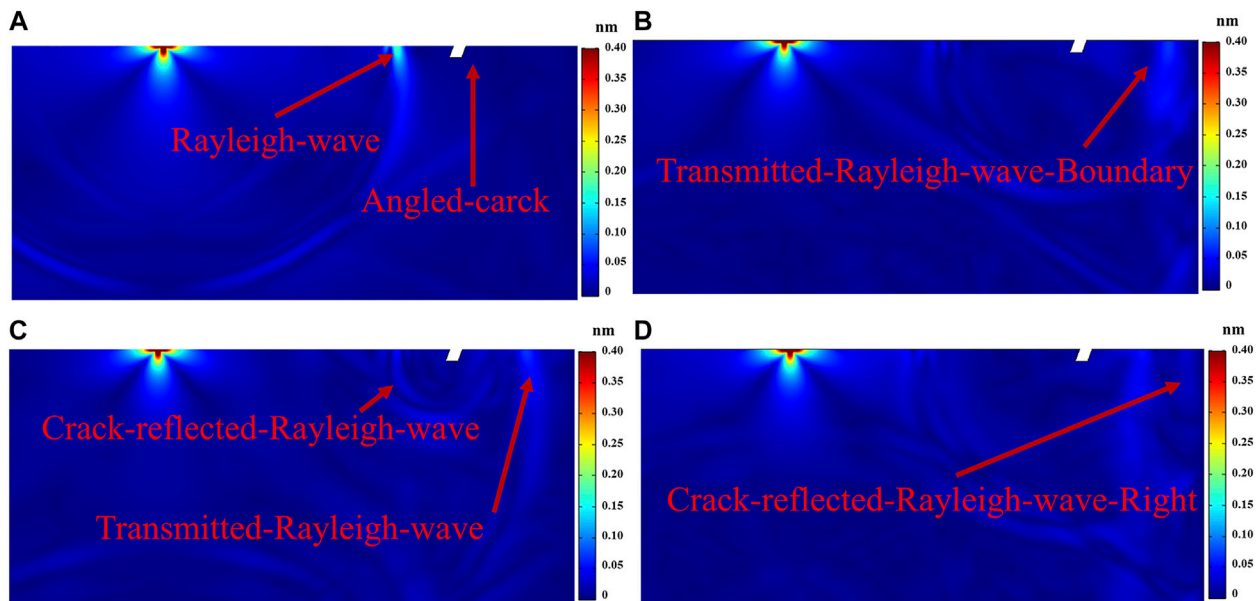 A
nm
0.40
0.35
0.30
0.25
0.20
0.15
0.10
0.05
0
Rayleigh-wave
Angled-carck
B
nm
0.40
0.35
0.30
0.25
0.20
0.15
0.10
0.05
0
Transmitted-Rayleigh-wave-Boundary
C
nm
0.40
0.35
0.30
0.25
0.20
0.15
0.10
0.05
0
Crack-reflected-Rayleigh-wave
Transmitted-Rayleigh-wave
D
nm
0.40
0.35
0.30
0.25
0.20
0.15
0.10
0.05
0
Crack-reflected-Rayleigh-wave-Right